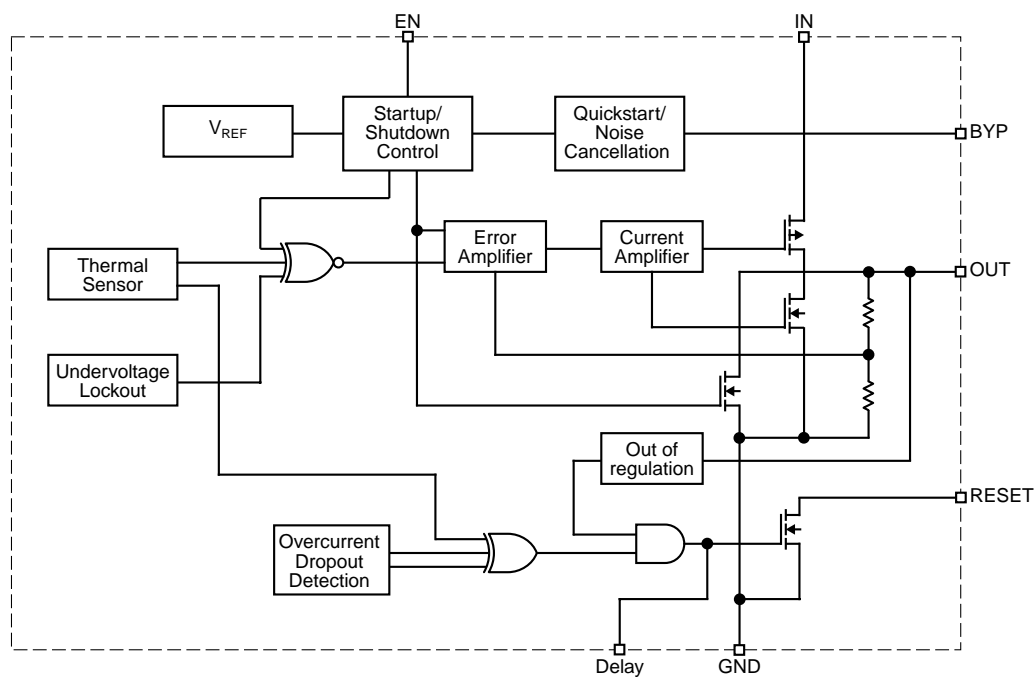 EN
IN
VREF
Startup/
Shutdown
Control
Quickstart/
Noise
Cancellation
BYP
Thermal
Sensor
Error
Amplifier
Current
Amplifier
OUT
Undervoltage
Lockout
Out of
regulation
RESET
Overcurrent
Dropout
Detection
Delay
GND